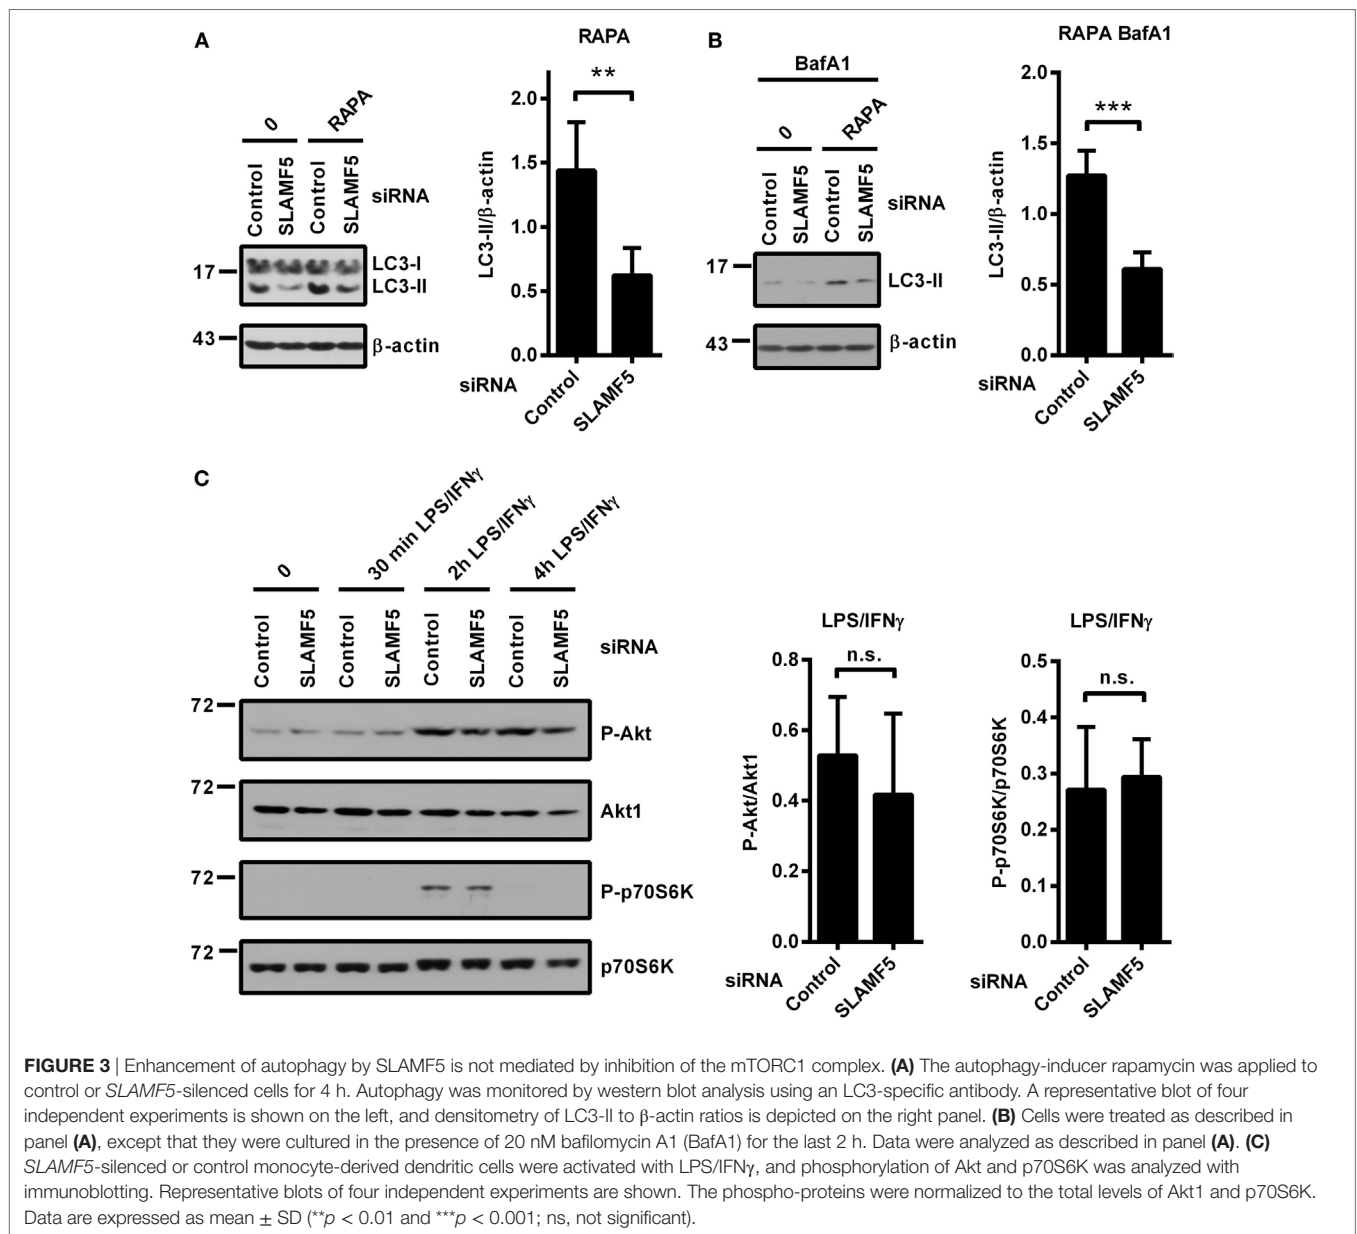 A
RAPA
0
RAPA
Control
SLAMF5
Control
SLAMF5
siRNA
17
LC3-I
LC3-II
43
β-actin
LC3-II/β-actin
2.0
1.5
1.0
0.5
0.0
**
siRNA
Control
SLAMF5
B
BafA1
RAPA BafA1
0
RAPA
Control
SLAMF5
Control
SLAMF5
siRNA
17
LC3-II
43
β-actin
LC3-II/β-actin
2.0
1.5
1.0
0.5
0.0
***
siRNA
Control
SLAMF5
C
0
30 min LPS/IFNγ
2h LPS/IFNγ
4h LPS/IFNγ
Control
SLAMF5
Control
SLAMF5
Control
SLAMF5
Control
SLAMF5
siRNA
72
P-Akt
72
Akt1
72
P-p70S6K
72
p70S6K
LPS/IFNγ
n.s.
P-Akt/Akt1
0.8
0.6
0.4
0.2
0.0
siRNA
Control
SLAMF5
LPS/IFNγ
n.s.
P-p70S6K/p70S6K
0.5
0.4
0.3
0.2
0.1
0.0
siRNA
Control
SLAMF5
FIGURE 3 | Enhancement of autophagy by SLAMF5 is not mediated by inhibition of the mTORC1 complex. (A) The autophagy-inducer rapamycin was applied to
control or SLAMF5-silenced cells for 4 h. Autophagy was monitored by western blot analysis using an LC3-specific antibody. A representative blot of four
independent experiments is shown on the left, and densitometry of LC3-II to β-actin ratios is depicted on the right panel. (B) Cells were treated as described in
panel (A), except that they were cultured in the presence of 20 nM bafilomycin A1 (BafA1) for the last 2 h. Data were analyzed as described in panel (A). (C)
SLAMF5-silenced or control monocyte-derived dendritic cells were activated with LPS/IFNγ, and phosphorylation of Akt and p70S6K was analyzed with
immunoblotting. Representative blots of four independent experiments are shown. The phospho-proteins were normalized to the total levels of Akt1 and p70S6K.
Data are expressed as mean ± SD (**p < 0.01 and ***p < 0.001; ns, not significant).